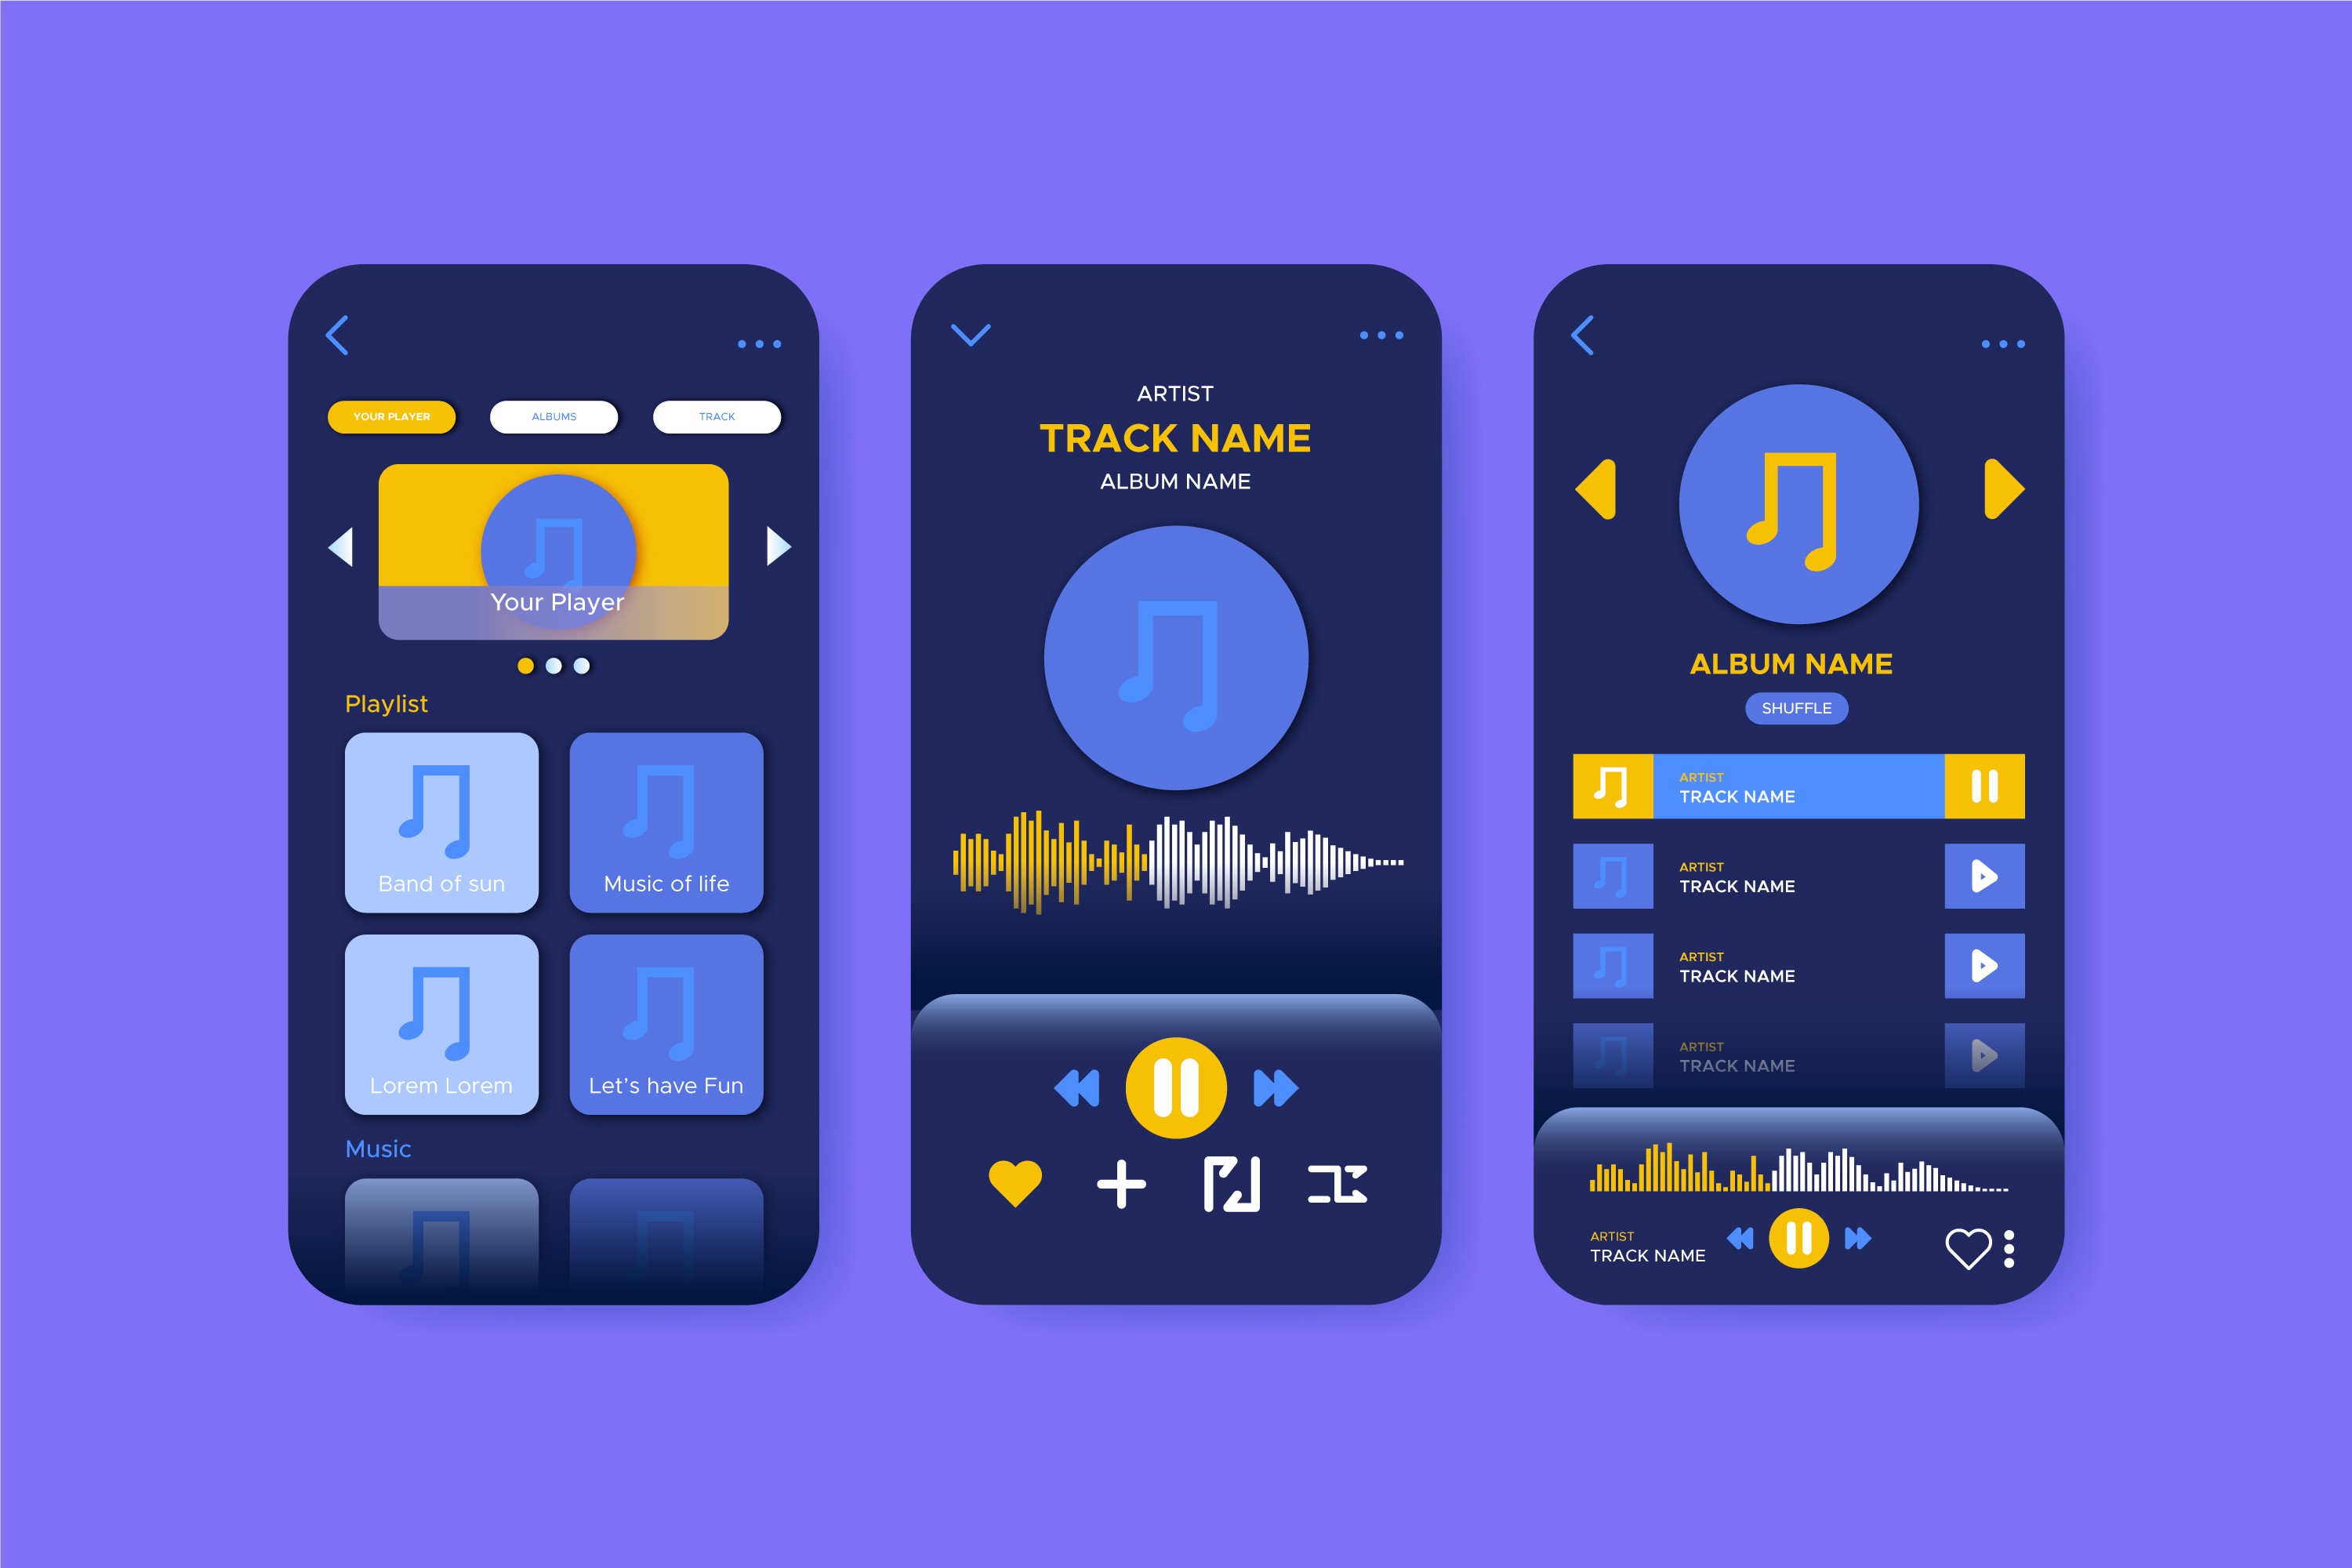 YOUR PLAYER
ALBUMS
TRACK
Your Player
Playlist
Band of sun
Music of life
Lorem Lorem
Let's have Fun
Music
ARTIST
TRACK NAME
ALBUM NAME
ALBUM NAME
SHUFFLE
ARTIST
TRACK NAME
ARTIST
TRACK NAME
ARTIST
TRACK NAME
ARTIST
TRACK NAME
ARTIST
TRACK NAME